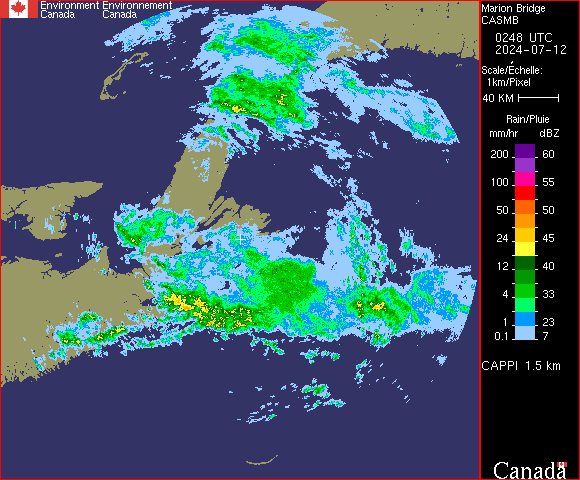 Environment Environnement
Canada Canada
Marion Bridge
CASMB
0248 UTC
2024-07-12
Scale/Échelle:
1km/Pixel
40 KM
Rain/Pluie
mm/hr dBZ
200 60
100 55
50 50
24 45
12 40
4 33
1 23
0.1 7
CAPPI 1.5 km
Canada